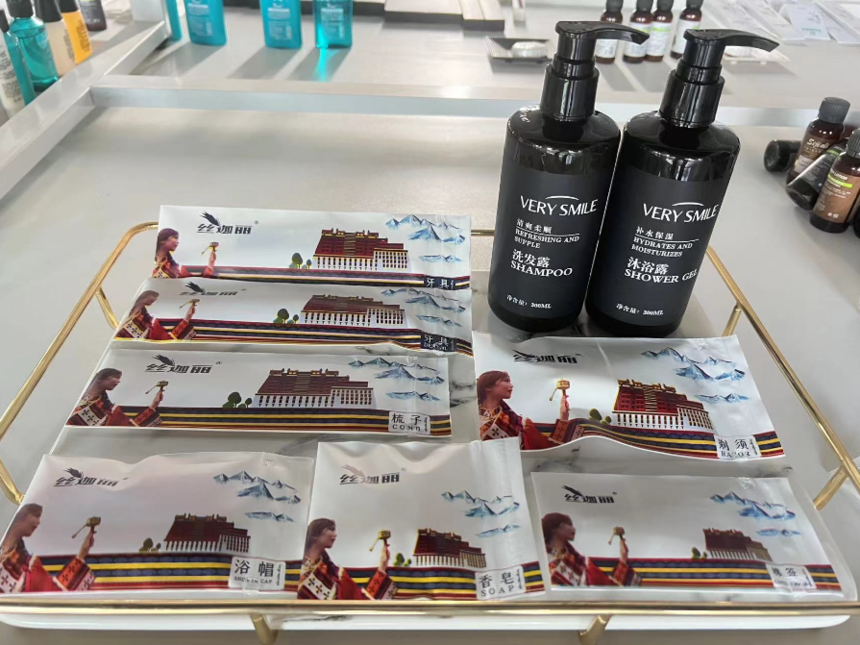 VERY SMILE
清爽柔顺
REFRESHING AND
SUPPLE
洗发露
SHAMPOO
净含量：300ML
VERY SMILE
补水保湿
HYDRATES AND
MOISTURIZES
沐浴露
SHOWER GEL
净含量：300ML
丝迦丽®
牙具
丝迦丽
牙具
丝迦丽®
梳子
COMB
丝迦丽
剃须
RAZOR
丝迦丽®
浴帽
SHOWER CAP
丝迦丽®
香皂
SOAP
丝迦丽®